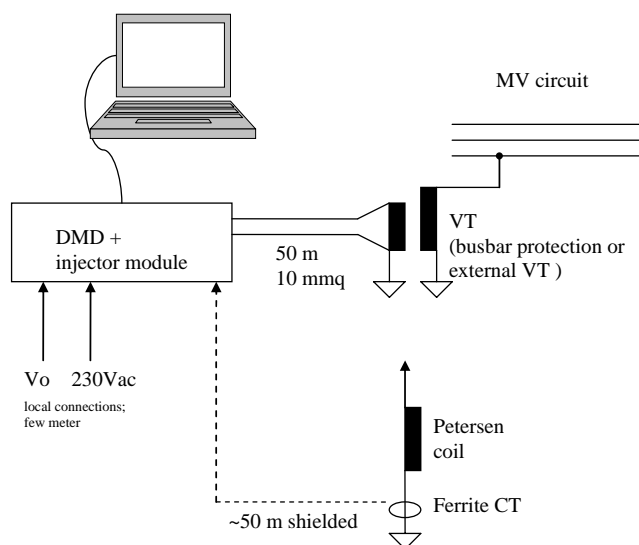 MV circuit
DMD +
injector module
50 m
10 mmq
VT
(busbar protection or
external VT )
Vo 230Vac
local connections;
few meter
Petersen
coil
Ferrite CT
~50 m shielded